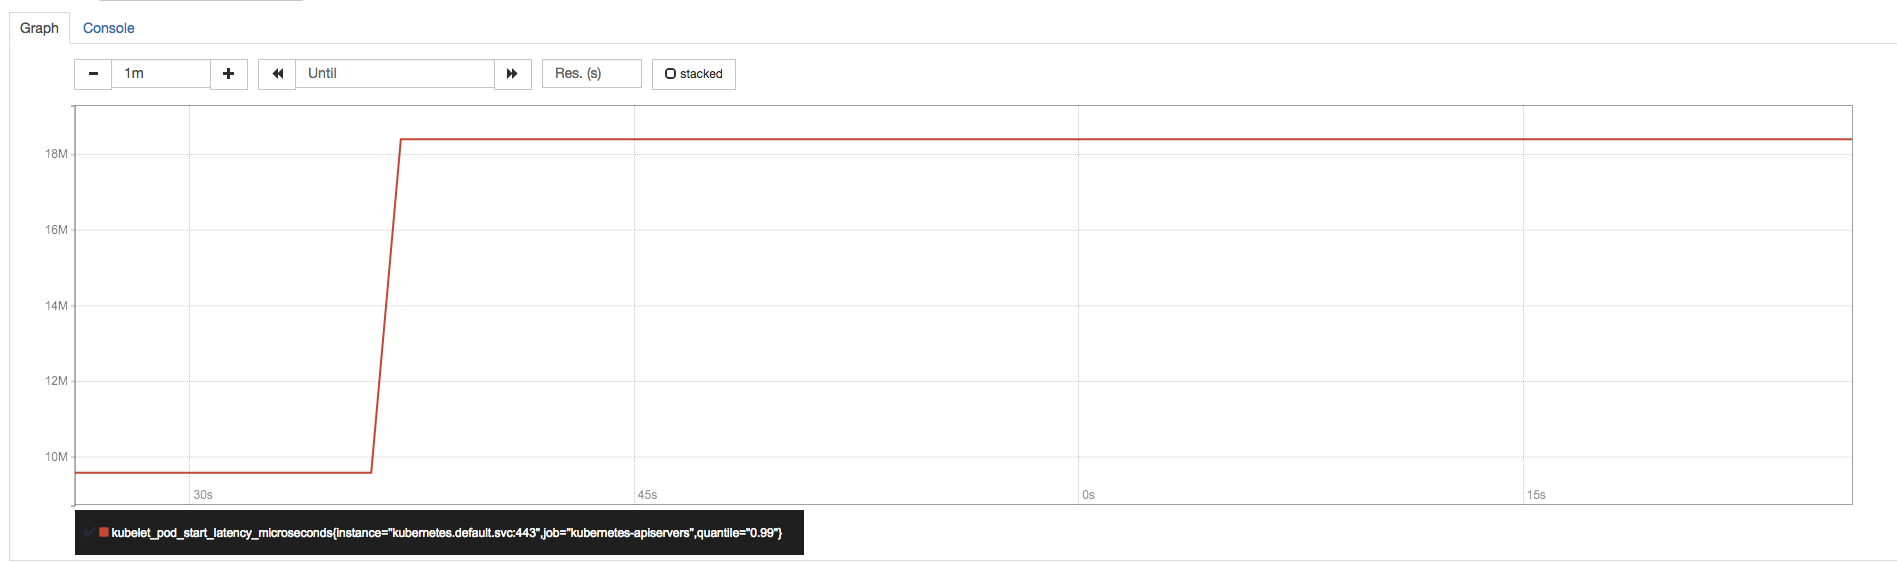 Graph Console
1m Until Res. (s) stacked
18M
16M
14M
12M
10M
30s 45s 0s 15s
kubelet_pod_start_latency_microseconds{instance="kubernetes.default.svc:443",job="kubernetes-apiservers",quantile="0.99"}